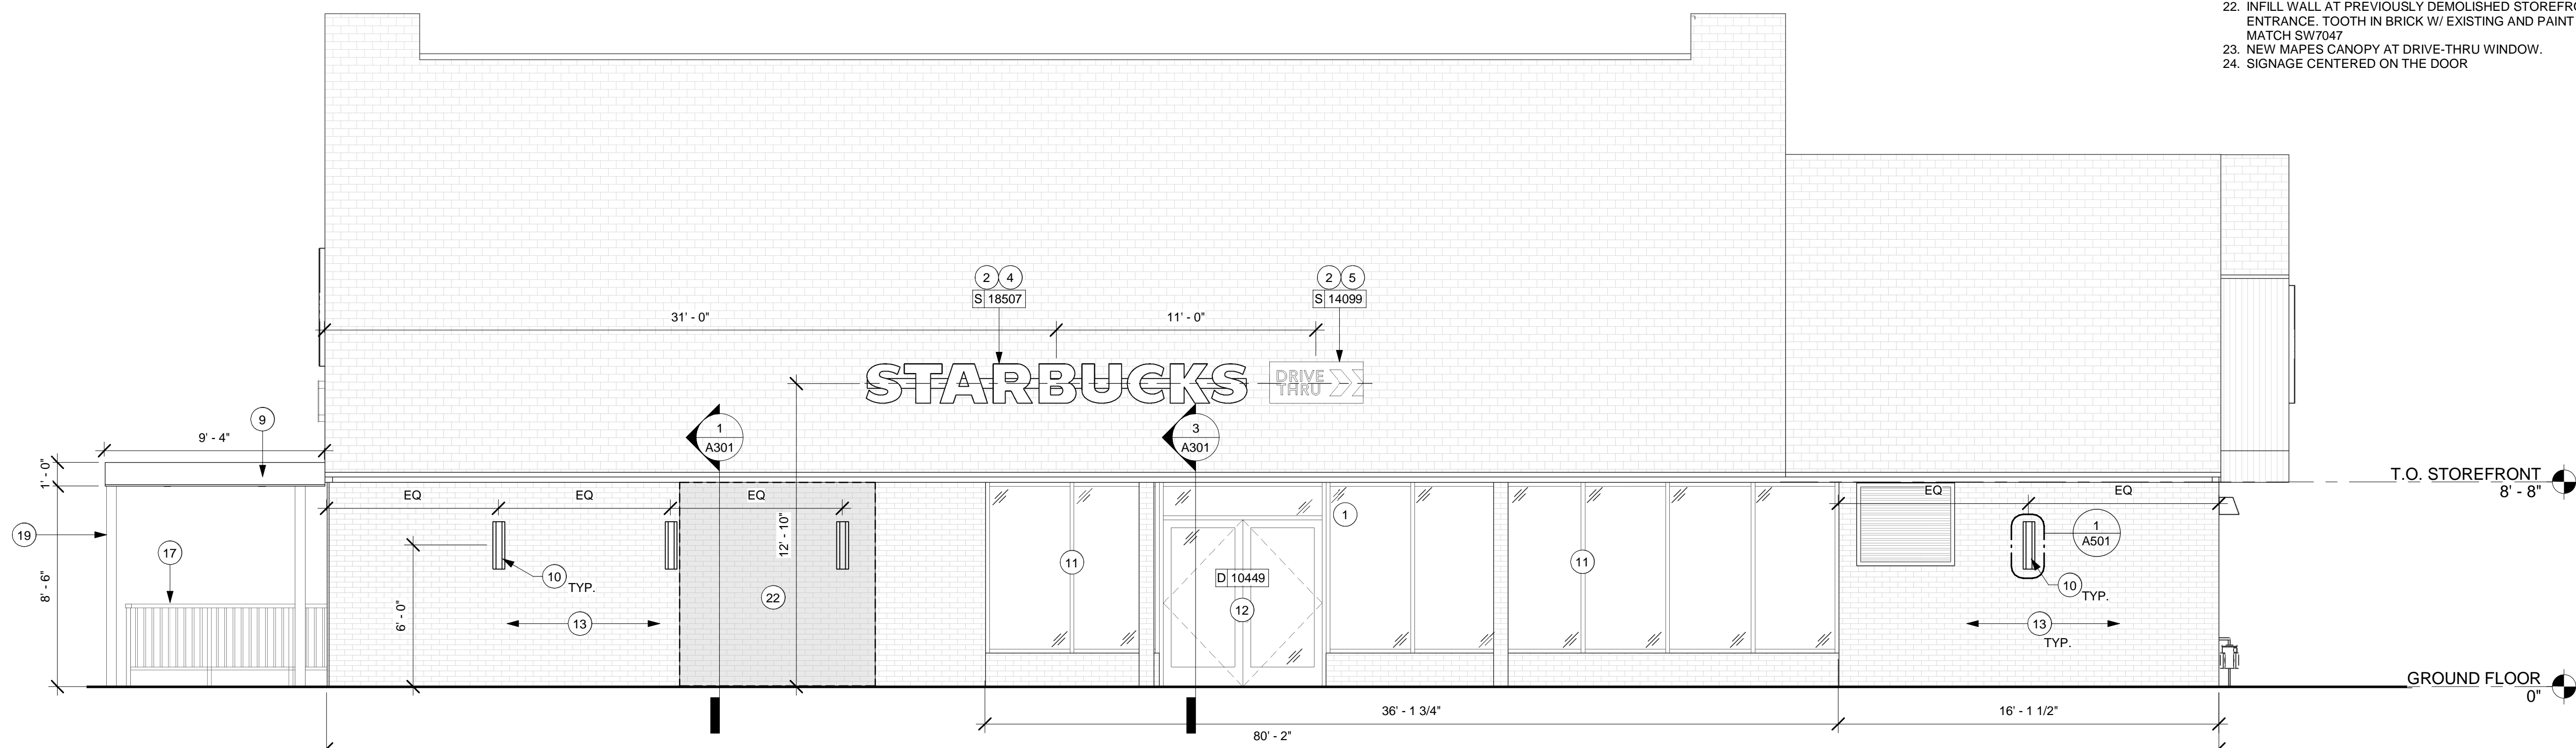 22. INFILL WALL AT PREVIOUSLY DEMOLISHED STOREFRO
ENTRANCE. TOOTH IN BRICK W/ EXISTING AND PAINT
MATCH SW7047
23. NEW MAPES CANOPY AT DRIVE-THRU WINDOW.
24. SIGNAGE CENTERED ON THE DOOR
2 4
S 18507
2 5
S 14099
31' - 0"
11' - 0"
STARBUCKS
DRIVE
THRU
9
9' - 4"
1
A301
3
A301
1' - 0"
T.O. STOREFRONT
8' - 8"
EQ
EQ
EQ
EQ
EQ
12' - 10"
1
19
17
8' - 6"
6' - 0"
10
TYP.
13
22
11
D 10449
12
11
1
A501
10
TYP.
13
TYP.
GROUND FLOOR
0"
36' - 1 3/4"
16' - 1 1/2"
80' - 2"